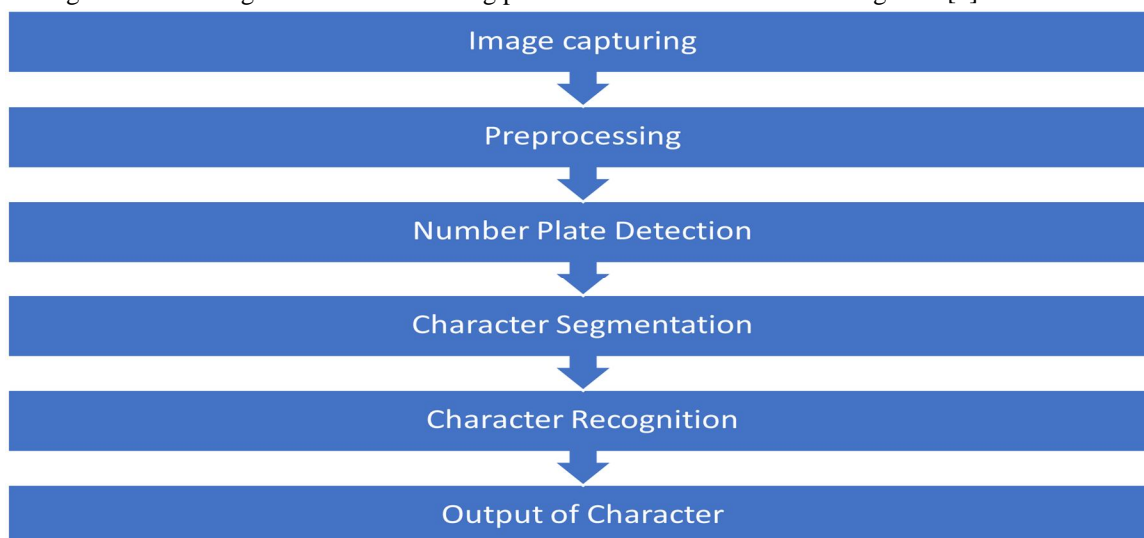 Image capturing
Preprocessing
Number Plate Detection
Character Segmentation
Character Recognition
Output of Character